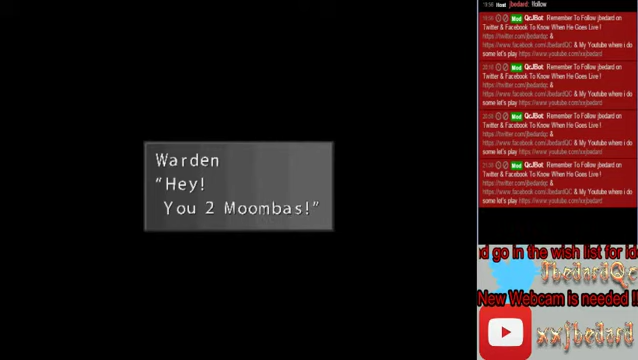 Warden
“Hey!
You 2 Moombas!”
jbedard: !follow
Mod QcJBot Remember To Follow jbedard on
Twitter & Facebook To Know When He Goes Live !
https://twitter.com/jbedardqc &
https://www.facebook.com/JbedardQC & My Youtube where i do
some let's play https://www.youtube.com/xxjbedard
Mod QcJBot Remember To Follow jbedard on
Twitter & Facebook To Know When He Goes Live !
https://twitter.com/jbedardqc &
https://www.facebook.com/JbedardQC & My Youtube where i do
some let's play https://www.youtube.com/xxjbedard
Mod QcJBot Remember To Follow jbedard on
Twitter & Facebook To Know When He Goes Live !
https://twitter.com/jbedardqc &
https://www.facebook.com/JbedardQC & My Youtube where i do
some let's play https://www.youtube.com/xxjbedard
Mod QcJBot Remember To Follow jbedard on
Twitter & Facebook To Know When He Goes Live !
https://twitter.com/jbedardqc &
https://www.facebook.com/JbedardQC & My Youtube where i do
some let's play https://www.youtube.com/xxjbedard
nd go in the wish list for id
JbedardQc
New Webcam is needed !!
xxjbedard